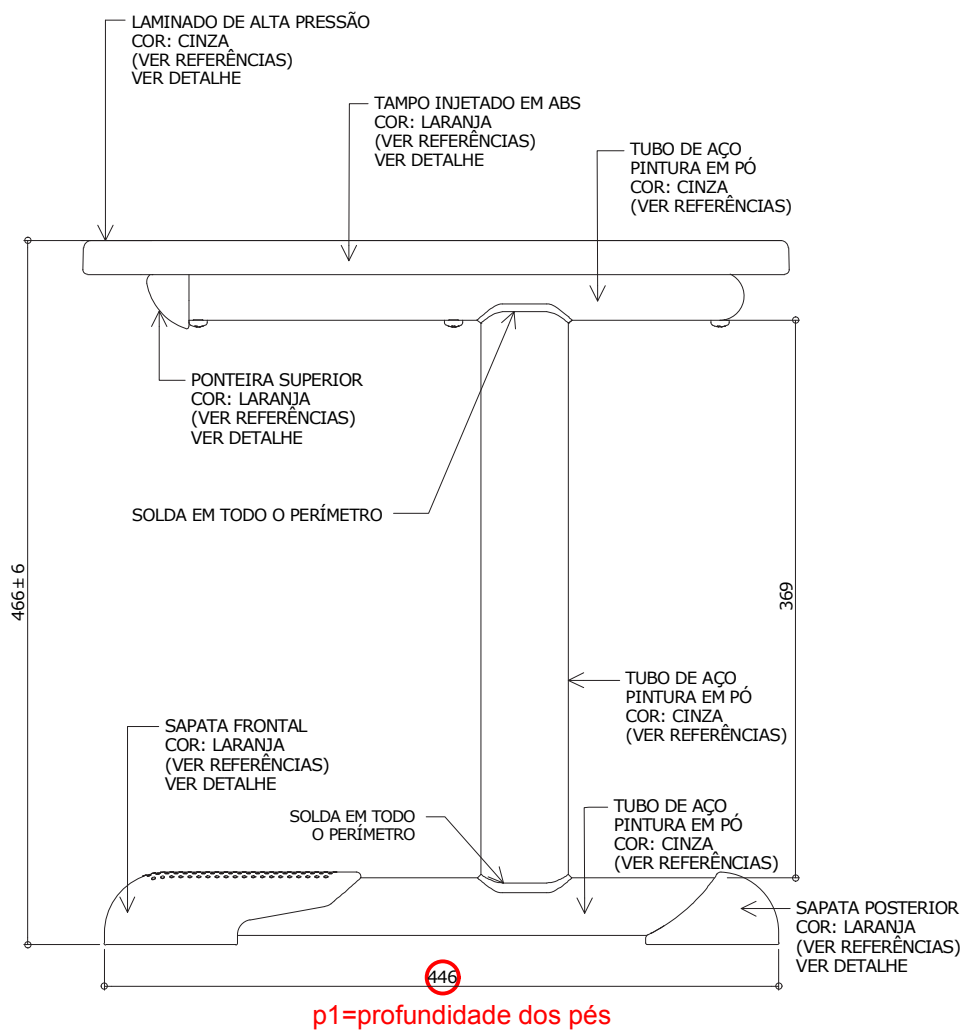 LAMINADO DE ALTA PRESSÃO
COR: CINZA
(VER REFERÊNCIAS)
VER DETALHE
TAMPO INJETADO EM ABS
COR: LARANJA
(VER REFERÊNCIAS)
VER DETALHE
TUBO DE AÇO
PINTURA EM PÓ
COR: CINZA
(VER REFERÊNCIAS)
PONTEIRA SUPERIOR
COR: LARANJA
(VER REFERÊNCIAS)
VER DETALHE
SOLDA EM TODO O PERÍMETRO
466± 6
369
TUBO DE AÇO
PINTURA EM PÓ
COR: CINZA
(VER REFERÊNCIAS)
SAPATA FRONTAL
COR: LARANJA
(VER REFERÊNCIAS)
VER DETALHE
SOLDA EM TODO
O PERÍMETRO
TUBO DE AÇO
PINTURA EM PÓ
COR: CINZA
(VER REFERÊNCIAS)
SAPATA POSTERIOR
COR: LARANJA
(VER REFERÊNCIAS)
VER DETALHE
446
p1=profundidade dos pés